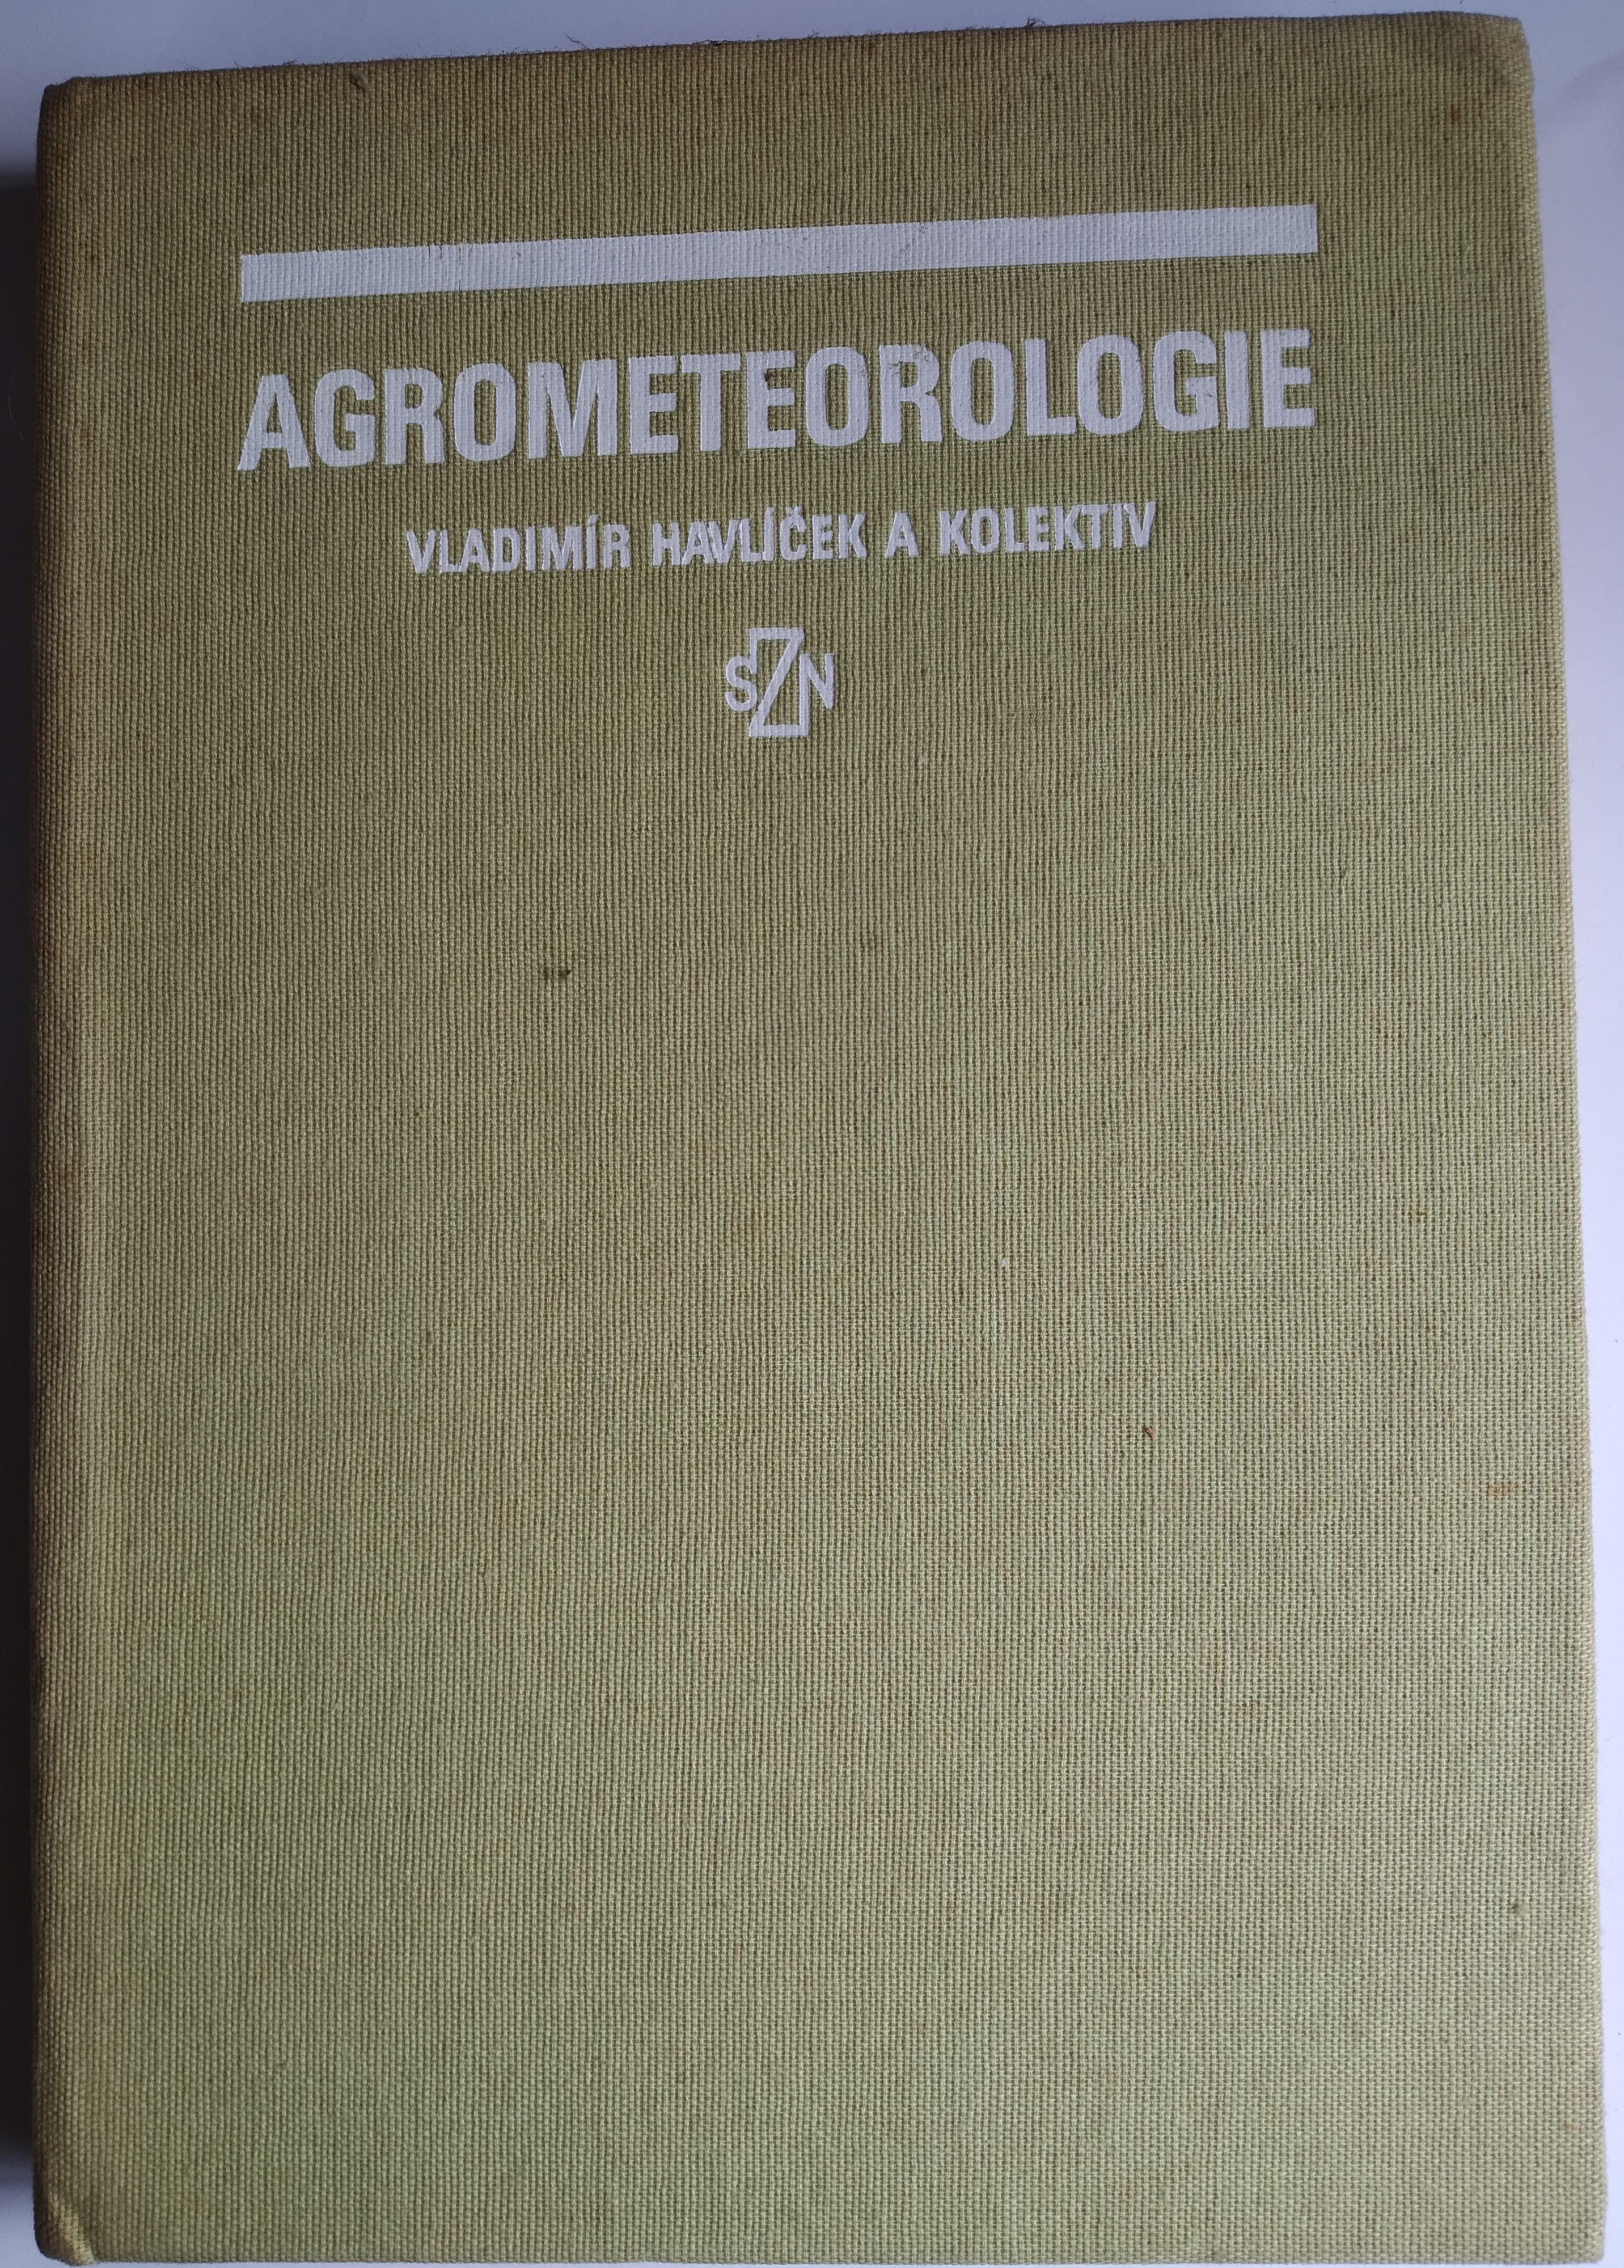 AGROMETEOROLOGIE
VLADIMÍR HAVLÍČEK A KOLEKTIV
SZN